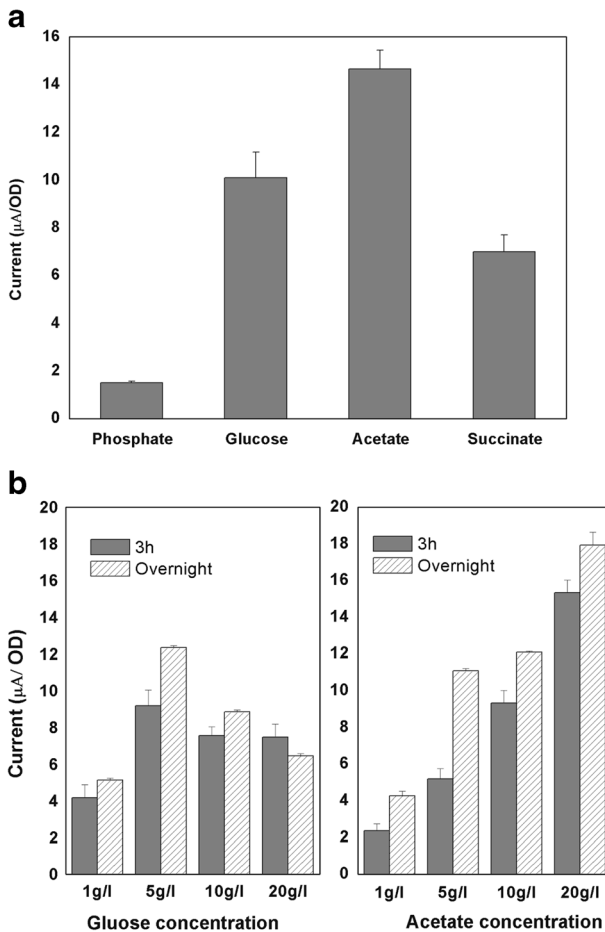 a
Current (µA/OD)
16
14
12
10
8
6
4
2
0
Phosphate Glucose Acetate Succinate
b
Current (µA/ OD)
20
18
16
14
12
10
8
6
4
2
0
3h
Overnight
1g/l 5g/l 10g/l 20g/l
Gluose concentration
20
18
16
14
12
10
8
6
4
2
0
3h
Overnight
1g/l 5g/l 10g/l 20g/l
Acetate concentration